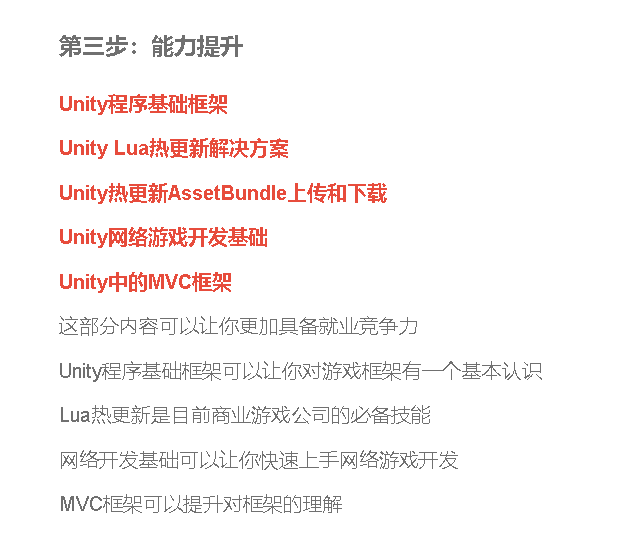 第三步：能力提升
Unity程序基础框架
Unity Lua热更新解决方案
Unity热更新AssetBundle上传和下载
Unity网络游戏开发基础
Unity中的MVC框架
这部分内容可以让你更加具备就业竞争力
Unity程序基础框架可以让你对游戏框架有一个基本认识
Lua热更新是目前商业游戏公司的必备技能
网络开发基础可以让你快速上手网络游戏开发
MVC框架可以提升对框架的理解